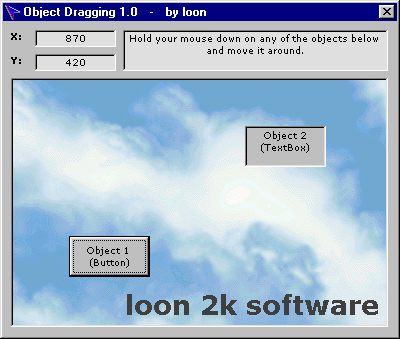 Object Dragging 1.0 - by loon
X: 870
Hold your mouse down on any of the objects below
and move it around.
Y: 420
Object 2
(TextBox)
Object 1
(Button)
loon 2k software